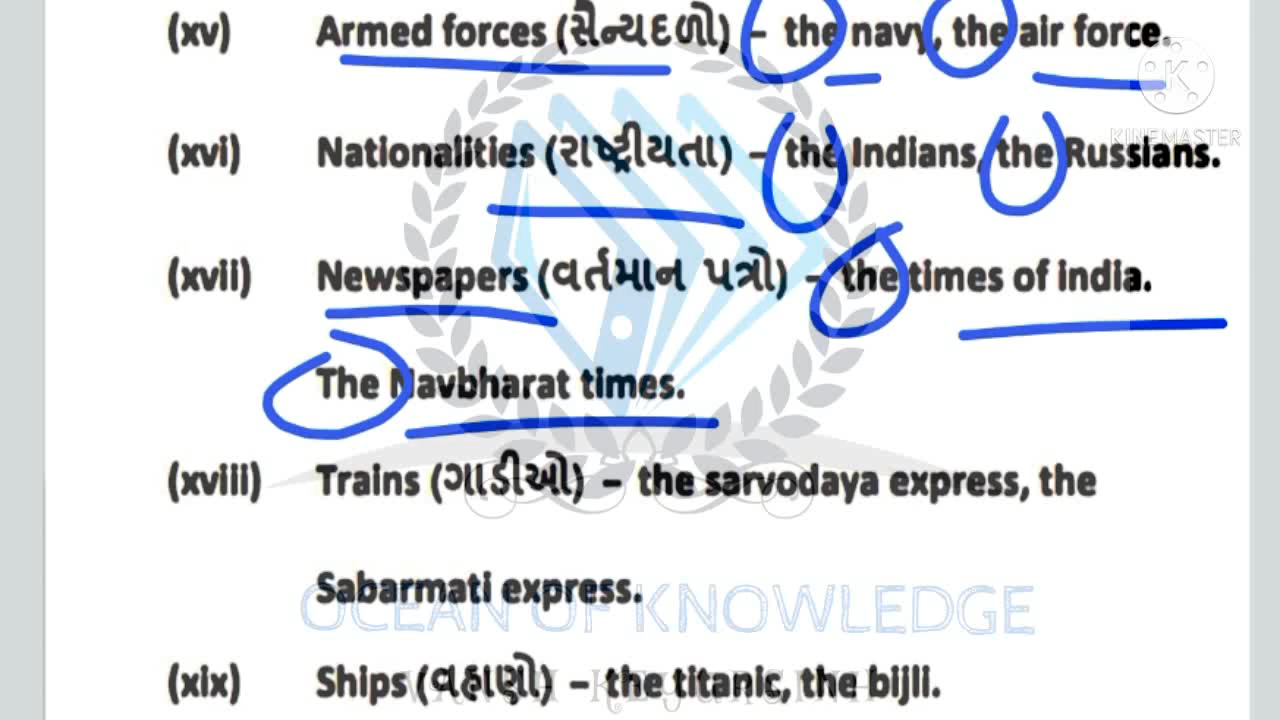 (xv) Armed forces (સૈન્યદળો) – the navy, the air force.
KINEMASTER
(xvi) Nationalities (રાષ્ટ્રીયતા) – the Indians, the Russians.
(xvii) Newspapers (વર્તમાન પત્રો) – the times of india.
The Navbharat times.
(xviii) Trains (ગાડીઓ) – the sarvodaya express, the
Sabarmati express.
OCEAN OF KNOWLEDGE
(xix) Ships (વહાણો) – the titanic, the bijli.